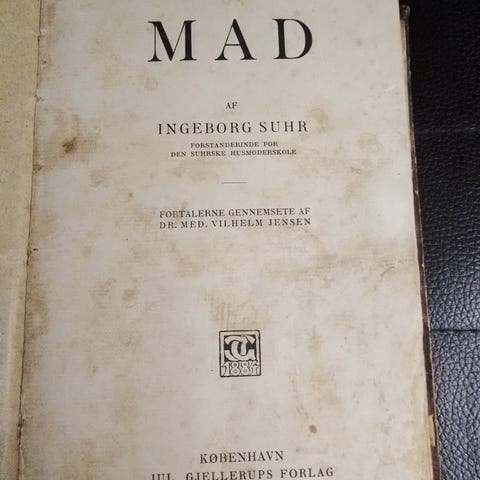 MAD
AF
INGEBORG SUHR
FORSTANDERINDE FOR
DEN SUHRSKE HUSMODERSKOLE
FORTALERNE GENNEMSETE AF
DR. MED. VILHELM JENSEN
1884
KØBENHAVN
JUL. GJELLERUPS FORLAG